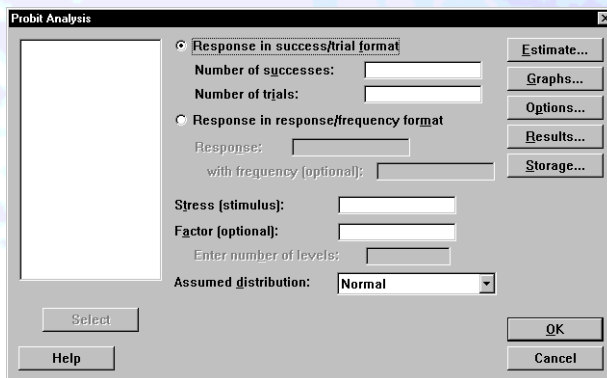 Probit Analysis
Response in success/trial format
Number of successes:
Number of trials:
Response in response/frequency format
Response:
with frequency (optional):
Stress (stimulus):
Factor (optional):
Enter number of levels:
Assumed distribution: Normal
Select
Help
Estimate...
Graphs...
Options...
Results...
Storage...
OK
Cancel